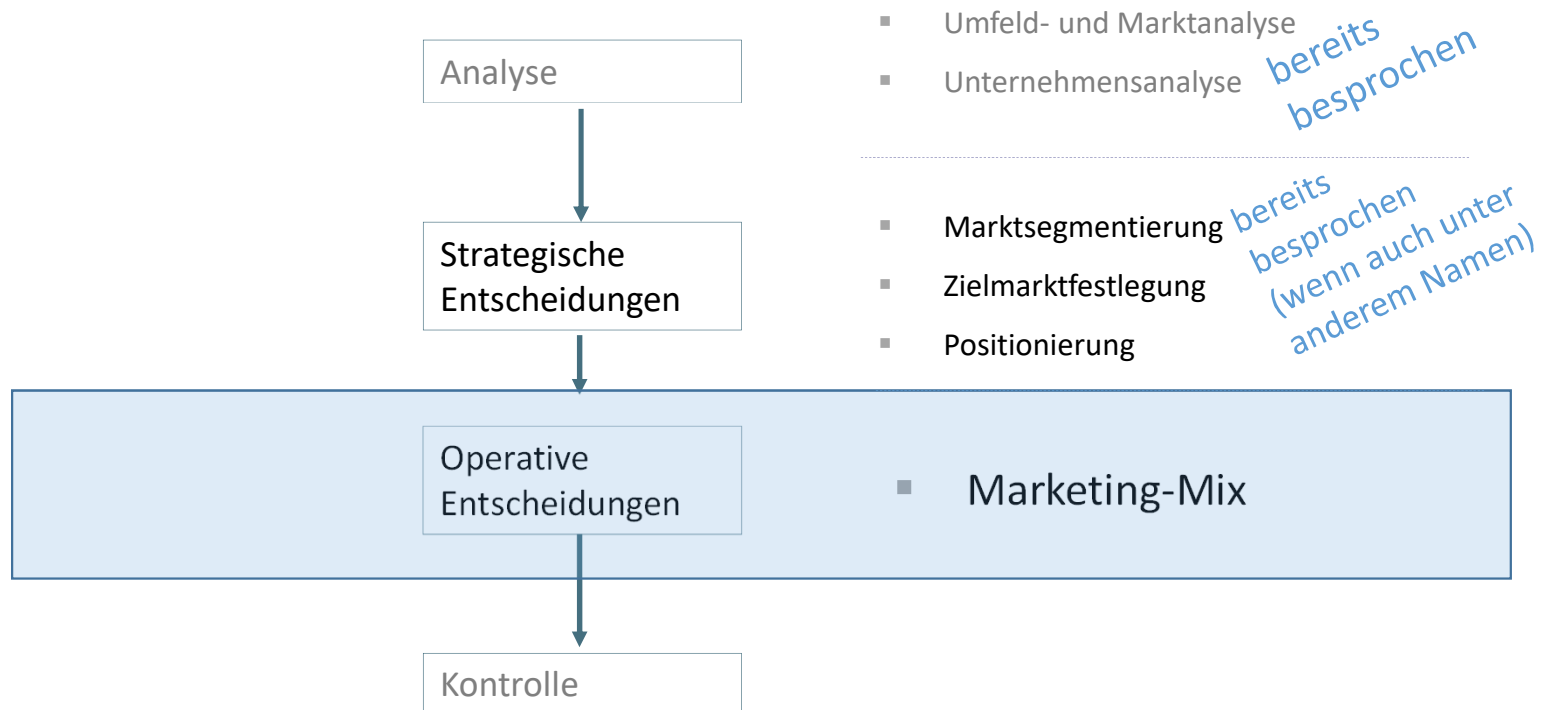 Analyse
▪ Umfeld- und Marktanalyse
▪ Unternehmensanalyse
bereits
besprochen
Strategische
Entscheidungen
▪ Marktsegmentierung
▪ Zielmarktfestlegung
▪ Positionierung
bereits
besprochen
(wenn auch unter
anderem Namen)
Operative
Entscheidungen
▪ Marketing-Mix
Kontrolle